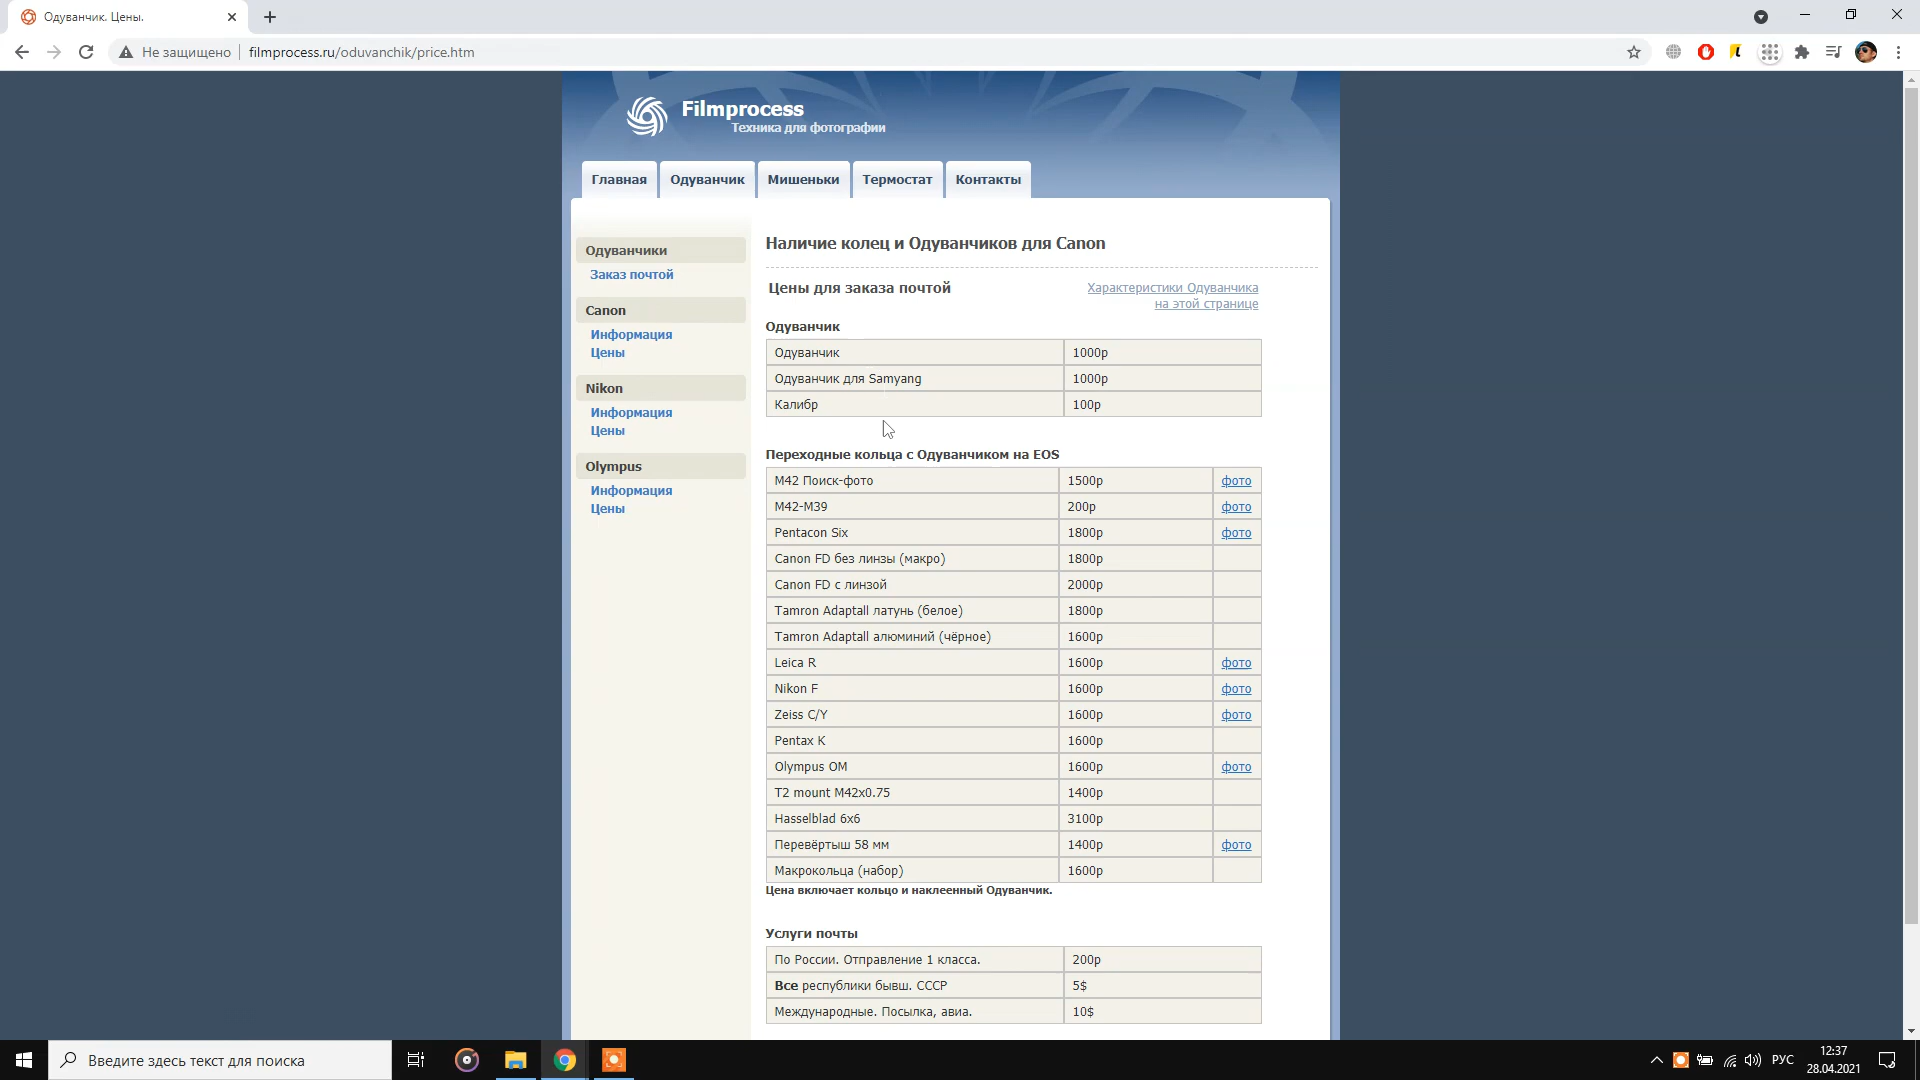 Одуванчик. Цены.
Не защищено filmprocess.ru/oduvanchik/price.htm
Filmprocess
Техника для фотографии
Главная Одуванчик Мишеньки Термостат Контакты
Одуванчики
Заказ почтой
Canon
Информация
Цены
Nikon
Информация
Цены
Olympus
Информация
Цены
Наличие колец и Одуванчиков для Canon
Цены для заказа почтой
Характеристики Одуванчика
на этой странице
Одуванчик
Одуванчик 1000р
Одуванчик для Samyang 1000р
Калибр 100р
Переходные кольца с Одуванчиком на EOS
М42 Поиск-фото 1500р фото
М42-М39 200р фото
Pentacon Six 1800р фото
Canon FD без линзы (макро) 1800р
Canon FD с линзой 2000р
Tamron Adaptall латунь (белое) 1800р
Tamron Adaptall алюминий (чёрное) 1600р
Leica R 1600р фото
Nikon F 1600р фото
Zeiss C/Y 1600р фото
Pentax K 1600р
Olympus OM 1600р фото
T2 mount M42x0.75 1400р
Hasselblad 6x6 3100р
Перевёртыш 58 мм 1400р фото
Макрокольца (набор) 1600р
Цена включает кольцо и наклеенный Одуванчик.
Услуги почты
По России. Отправление 1 класса. 200р
Все республики бывш. СССР 5$
Международные. Посылка, авиа. 10$
Введите здесь текст для поиска
РУС
12:37
28.04.2021